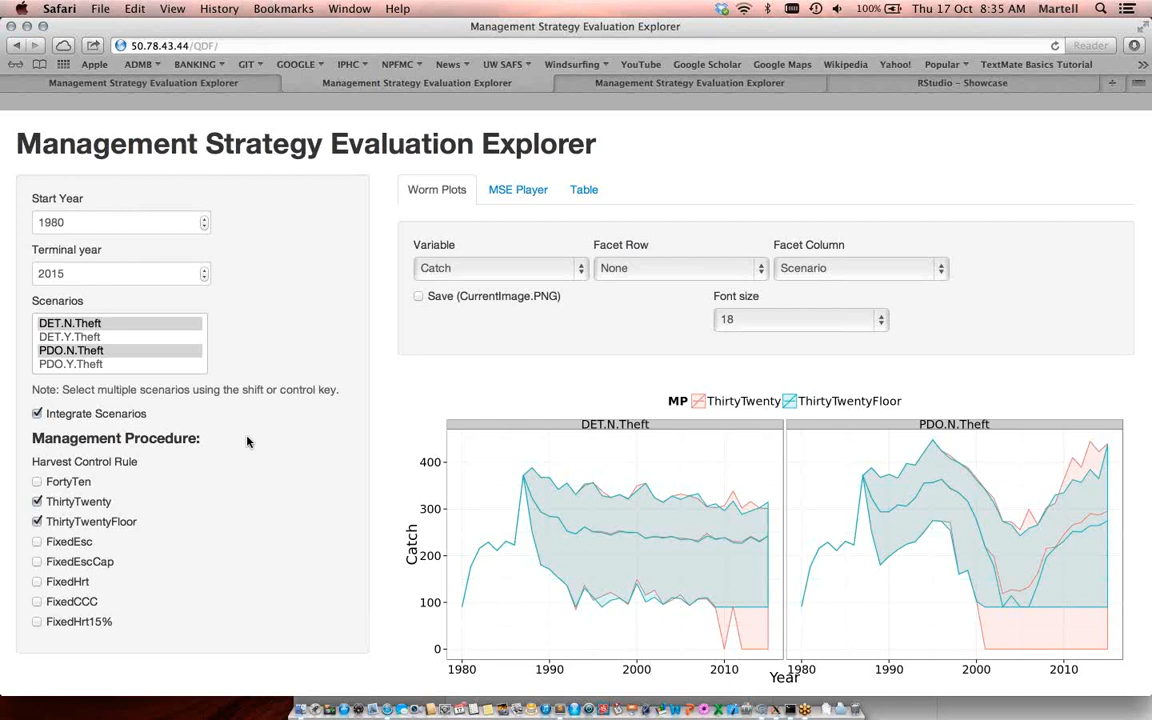 Safari File Edit View History Bookmarks Window Help 100% Thu 17 Oct 8:35 AM Martell
Management Strategy Evaluation Explorer
50.78.43.44/QDF/ Reader
Apple ADMB BANKING GIT GOOGLE IPHC NPFMC News UW SAFS Windsurfing YouTube Google Scholar Google Maps Wikipedia Yahoo! Popular TextMate Basics Tutorial
Management Strategy Evaluation Explorer Management Strategy Evaluation Explorer Management Strategy Evaluation Explorer RStudio – Showcase
Management Strategy Evaluation Explorer
Start Year
1980
Terminal year
2015
Scenarios
DET.N.Theft
DET.Y.Theft
PDO.N.Theft
PDO.Y.Theft
Note: Select multiple scenarios using the shift or control key.
Integrate Scenarios
Management Procedure:
Harvest Control Rule
FortyTen
ThirtyTwenty
ThirtyTwentyFloor
FixedEsc
FixedEscCap
FixedHrt
FixedCCC
FixedHrt15%
Worm Plots MSE Player Table
Variable Facet Row Facet Column
Catch None Scenario
Save (CurrentImage.PNG) Font size
18
MP ThirtyTwenty ThirtyTwentyFloor
DET.N.Theft PDO.N.Theft
400
300
200
100
0
Catch
1980 1990 2000 2010 1980 1990 2000 2010
Year